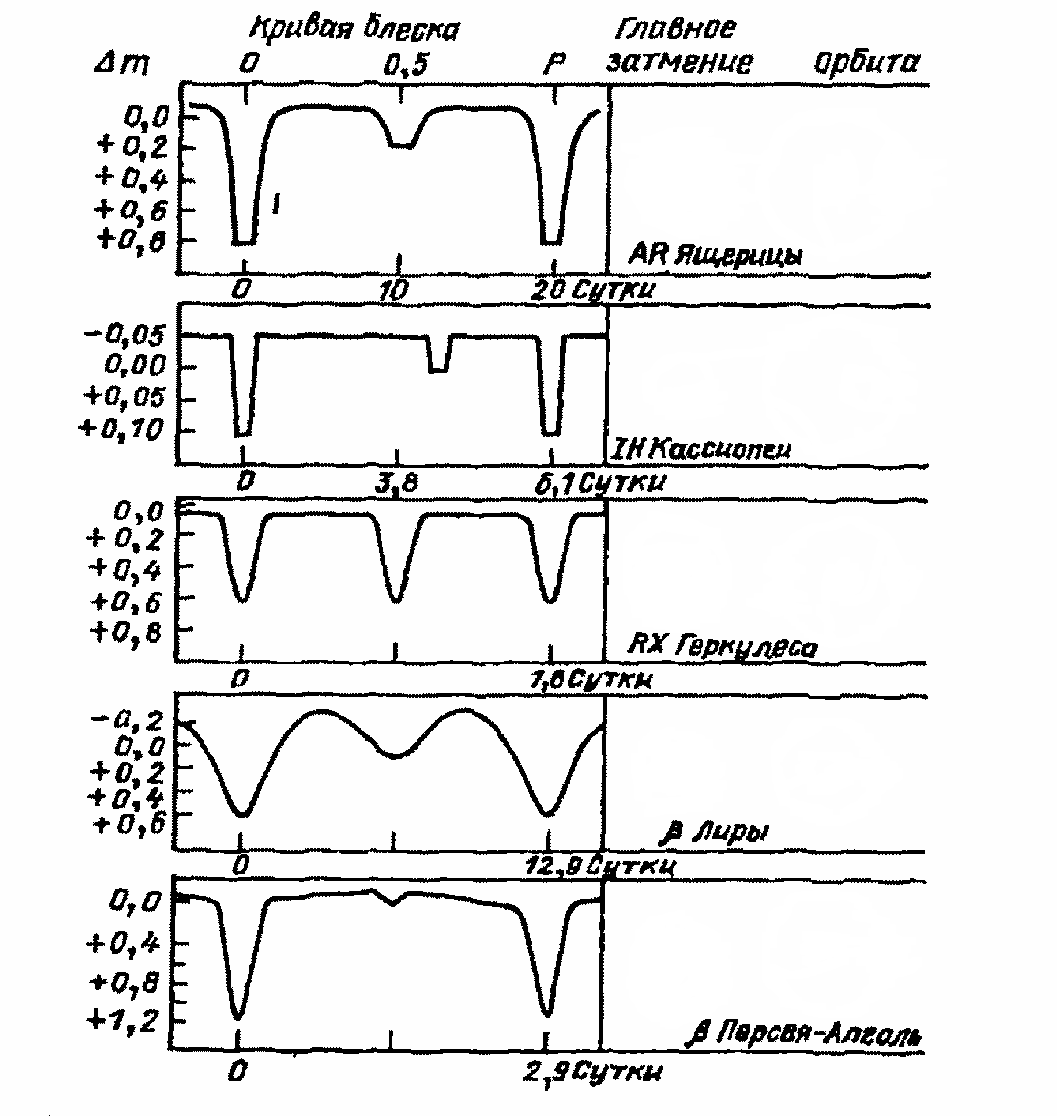 Кривая блеска Главное
Δm 0 0,5 P затмение орбита
0,0
+0,2
+0,4
+0,6
+0,8
I
AR Ящерицы
0 10 20 Сутки
-0,05
0,00
+0,05
+0,10
IH Кассиопеи
0 3,8 6,1 Сутки
0,0
+0,2
+0,4
+0,6
+0,8
RX Геркулеса
0 1,8 Сутки
-0,2
0,0
+0,2
+0,4
+0,6
β Лиры
0 12,9 Сутки
0,0
+0,4
+0,8
+1,2
β Персея-Алголь
0 2,9 Сутки